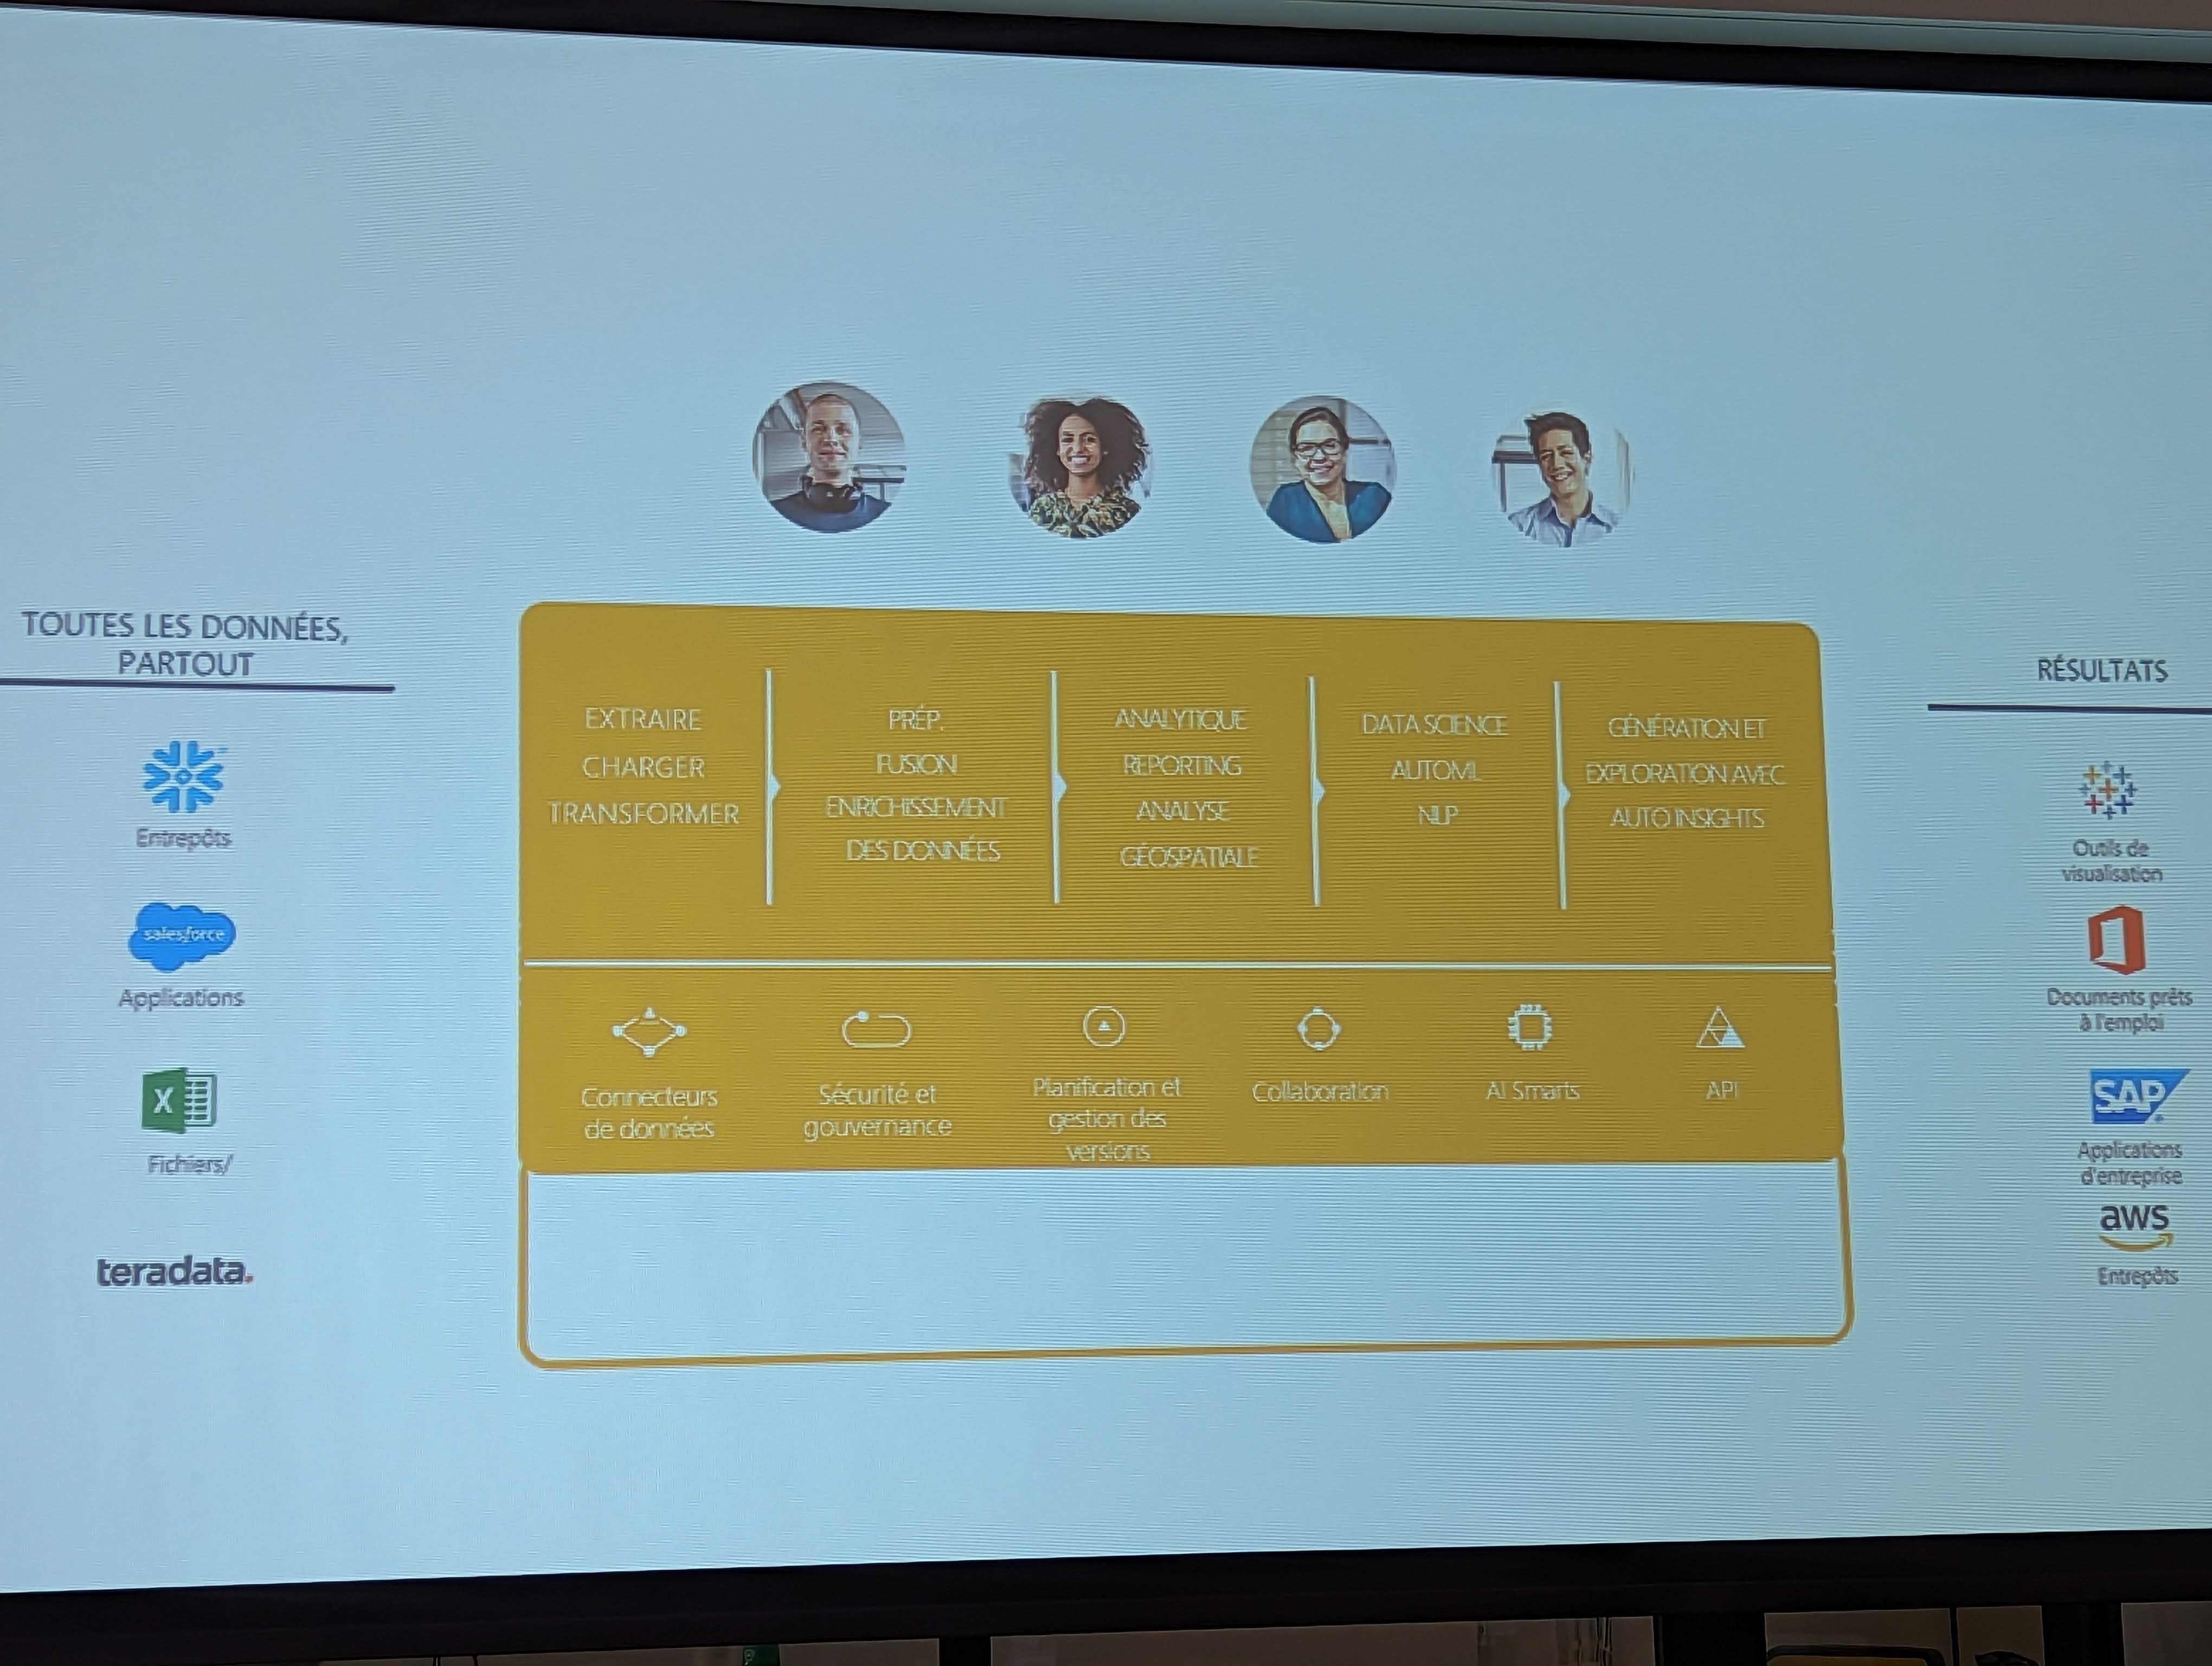 TOUTES LES DONNÉES,
PARTOUT
Entrepôts
salesforce
Applications
X
Fichiers/
teradata.
EXTRAIRE
CHARGER
TRANSFORMER
PRÉP.
FUSION
ENRICHISSEMENT
DES DONNÉES
ANALYTIQUE
REPORTING
ANALYSE
GÉOSPATIALE
DATA SCIENCE
AUTOML
NLP
GÉNÉRATION ET
EXPLORATION AVEC
AUTO INSIGHTS
Connecteurs
de données
Sécurité et
gouvernance
Planification et
gestion des
versions
Collaboration
AI Smarts
API
RÉSULTATS
Outils de
visualisation
Documents prêts
à l'emploi
SAP
Applications
d'entreprise
aws
Entrepôts